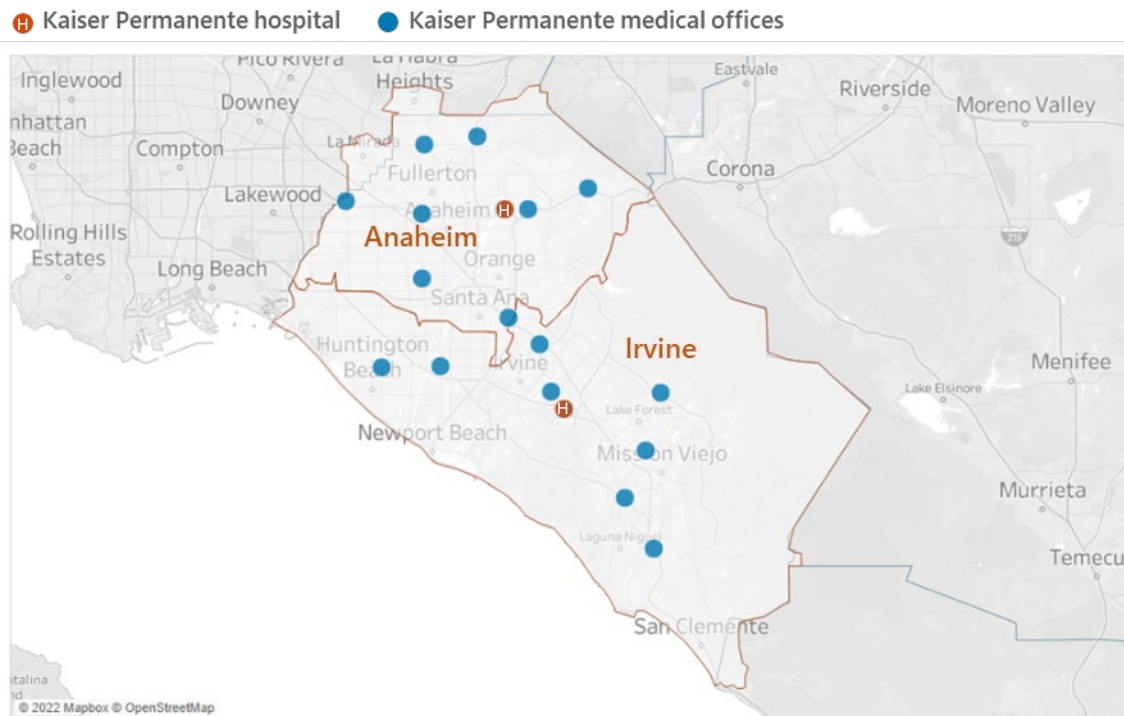 H Kaiser Permanente hospital
Kaiser Permanente medical offices
Pico Rivera
La Habra
Heights
Eastvale
Inglewood
Downey
Riverside
Moreno Valley
nhattan
Beach
Compton
La Mirada
Fullerton
Corona
Lakewood
Anaheim
H
215
Rolling Hills
Estates
Anaheim
Long Beach
Orange
Santa Ana
Huntington
Beach
Irvine
Irvine
Menifee
Lake Elsinore
H
Lake Forest
Newport Beach
Mission Viejo
Murrieta
Laguna Niguel
Temecu
San Clemente
talina
nd
© 2022 Mapbox © OpenStreetMap